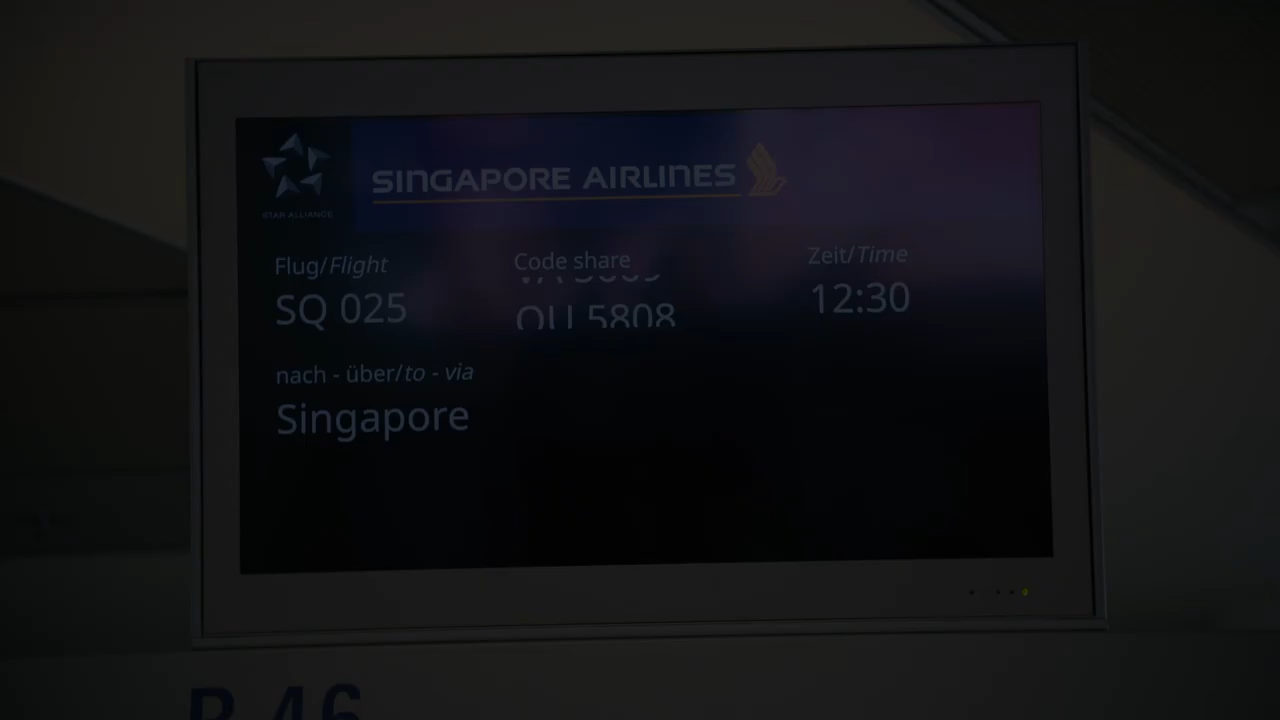 STAR ALLIANCE
SINGAPORE AIRLINES
Flug/Flight Code share Zeit/Time
SQ 025 OU 5808 12:30
nach - über/to - via
Singapore
46